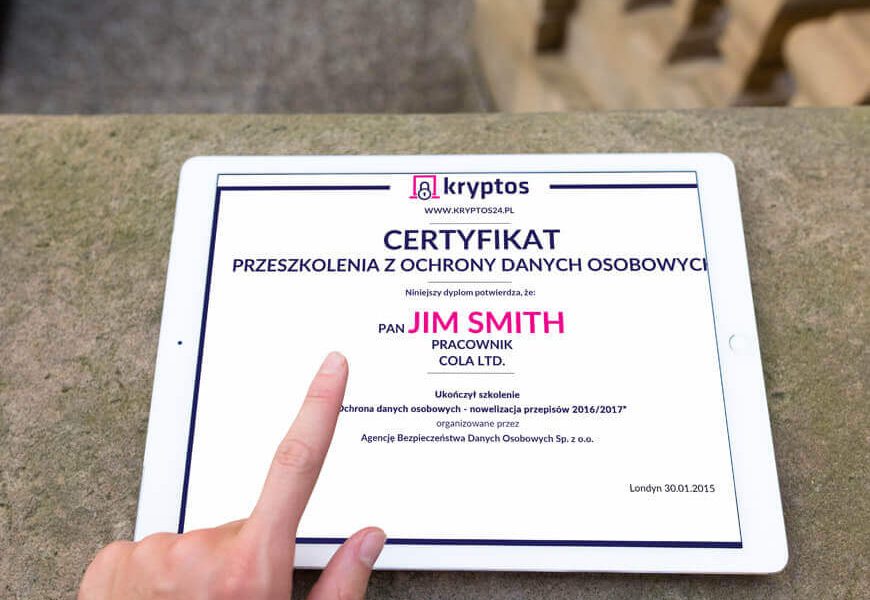 kryptos
WWW.KRYPTOS24.PL
CERTYFIKAT
PRZESZKOLENIA Z OCHRONY DANYCH OSOBOWYCH
Niniejszy dyplom potwierdza, że:
PAN JIM SMITH
PRACOWNIK
COLA LTD.
Ukończył szkolenie
Ochrona danych osobowych - nowelizacja przepisów 2016/2017"
organizowane przez
Agencję Bezpieczeństwa Danych Osobowych Sp. z o.o.
Londyn 30.01.2015